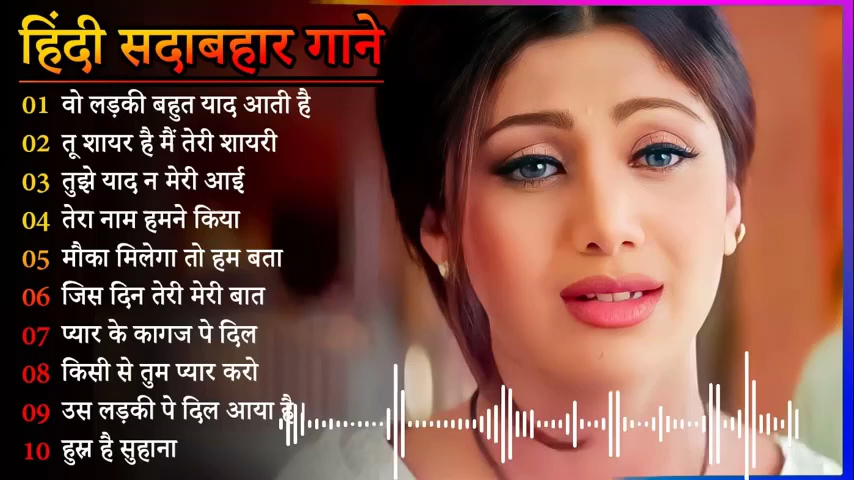 हिंदी सदाबहार गाने
01 वो लड़की बहुत याद आती है
02 तू शायर है मैं तेरी शायरी
03 तुझे याद न मेरी आई
04 तेरा नाम हमने किया
05 मौका मिलेगा तो हम बता
06 जिस दिन तेरी मेरी बात
07 प्यार के कागज पे दिल
08 किसी से तुम प्यार करो
09 उस लड़की पे दिल आया है
10 हुस्न है सुहाना